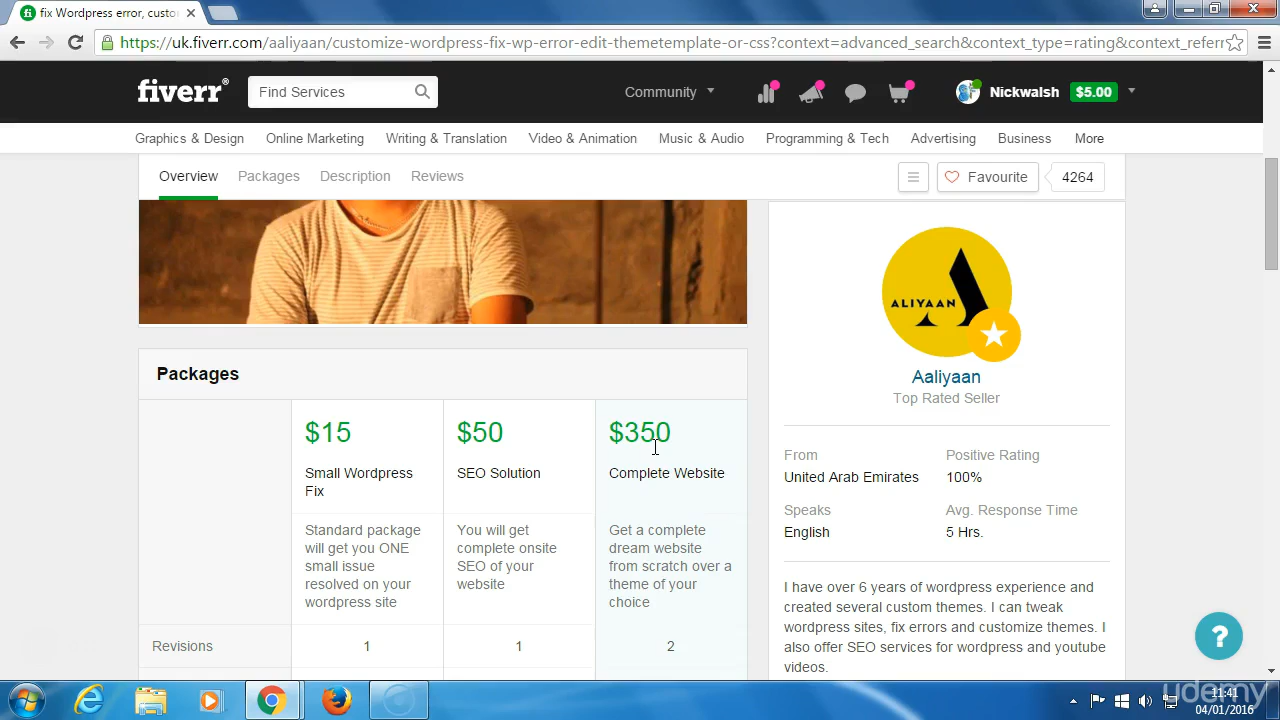 fix Wordpress error, custo
https://uk.fiverr.com/aaliyaan/customize-wordpress-fix-wp-error-edit-themetemplate-or-css?context=advanced_search&context_type=rating&context_referr
fiverr®
Find Services
Community
Nickwalsh
$5.00
Graphics & Design
Online Marketing
Writing & Translation
Video & Animation
Music & Audio
Programming & Tech
Advertising
Business
More
Overview
Packages
Description
Reviews
Favourite
4264
ALIYAAN
Aaliyaan
Top Rated Seller
From
United Arab Emirates
Positive Rating
100%
Speaks
English
Avg. Response Time
5 Hrs.
I have over 6 years of wordpress experience and
created several custom themes. I can tweak
wordpress sites, fix errors and customize themes. I
also offer SEO services for wordpress and youtube
videos.
Packages
$15
Small Wordpress
Fix
Standard package
will get you ONE
small issue
resolved on your
wordpress site
$50
SEO Solution
You will get
complete onsite
SEO of your
website
$350
Complete Website
Get a complete
dream website
from scratch over a
theme of your
choice
Revisions
1
1
2
?
udemy
11:41
04/01/2016